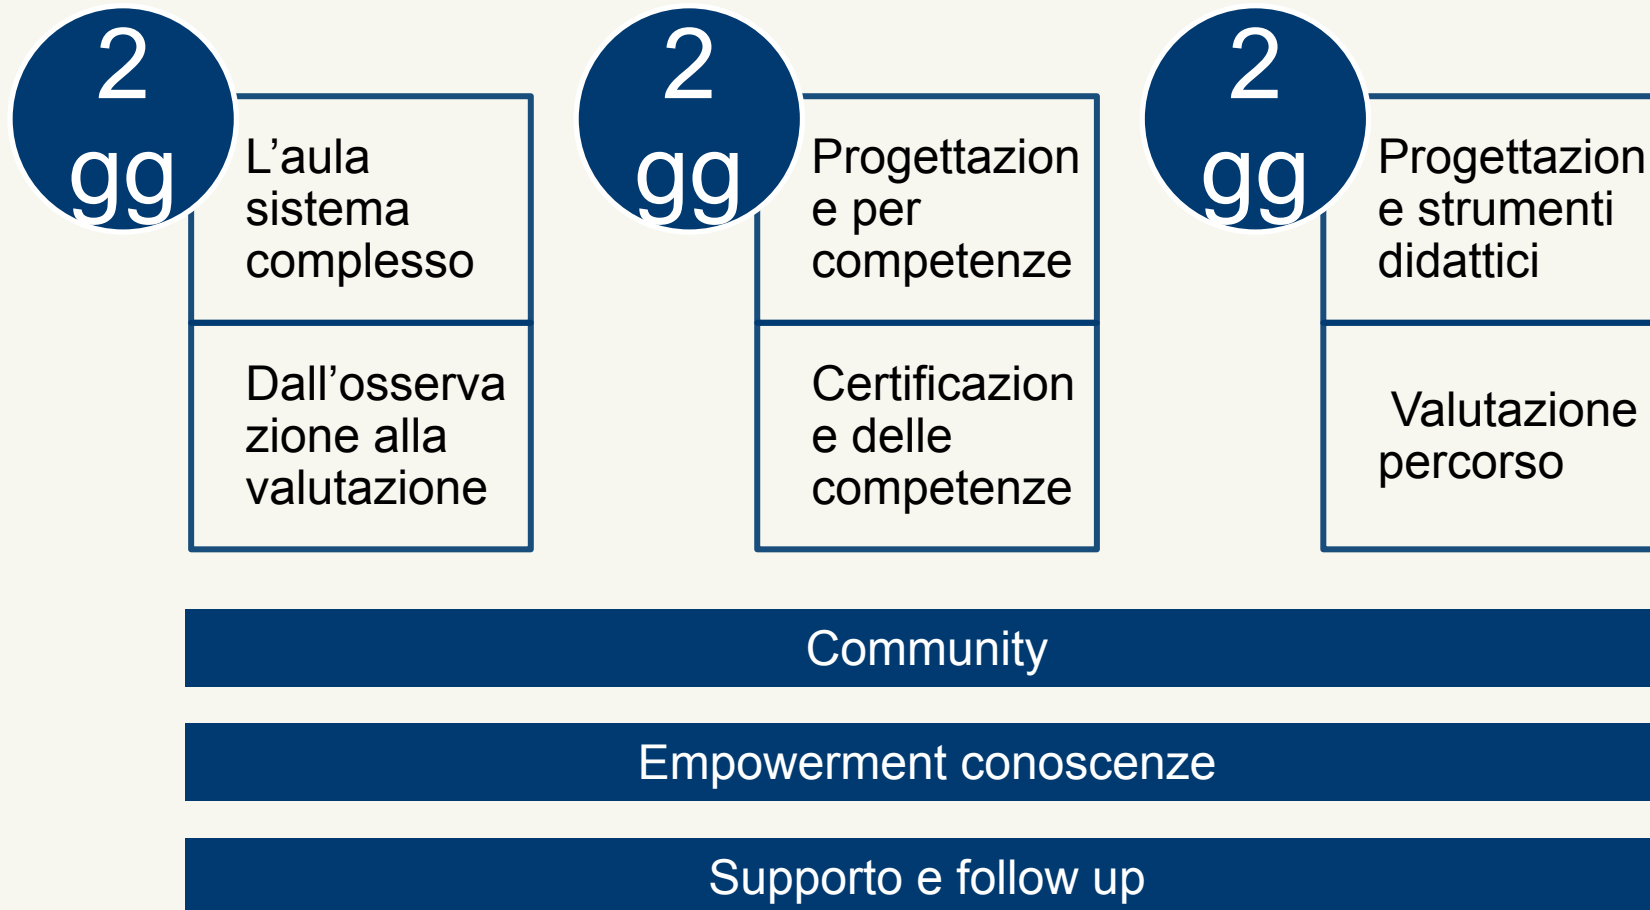 2
gg
L’aula
sistema
complesso
Dall’osserva
zione alla
valutazione
2
gg
Progettazion
e per
competenze
Certificazion
e delle
competenze
2
gg
Progettazion
e strumenti
didattici
Valutazione
percorso
Community
Empowerment conoscenze
Supporto e follow up